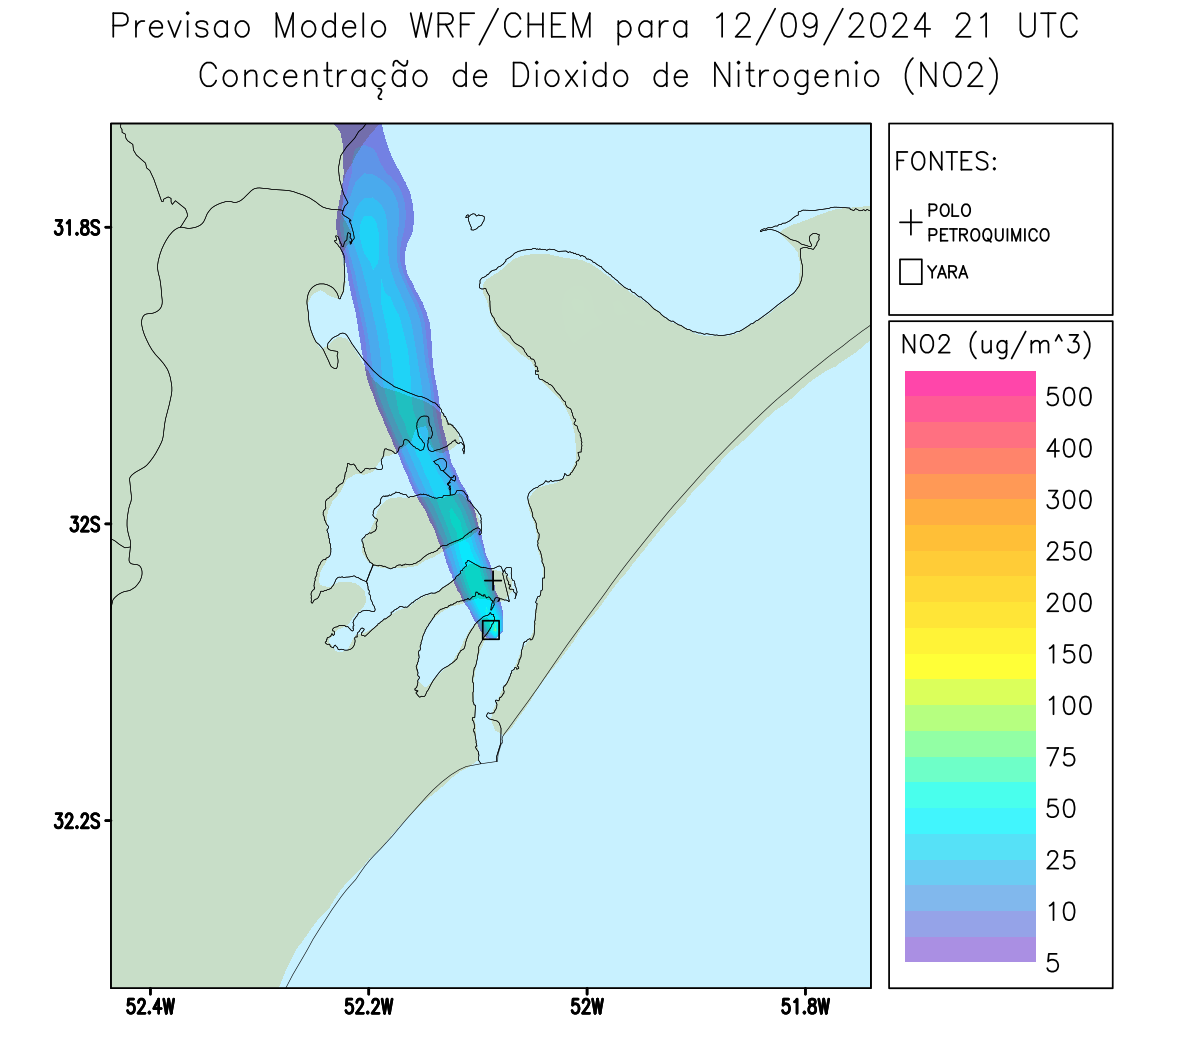 Previsao Modelo WRF/CHEM para 12/09/2024 21 UTC
Concentração de Dioxido de Nitrogenio (NO2)
FONTES:
POLO
PETROQUIMICO
YARA
NO2 (ug/m^3)
500
400
300
250
200
150
100
75
50
25
10
5
31.8S
32S
32.2S
52.4W
52.2W
52W
51.8W